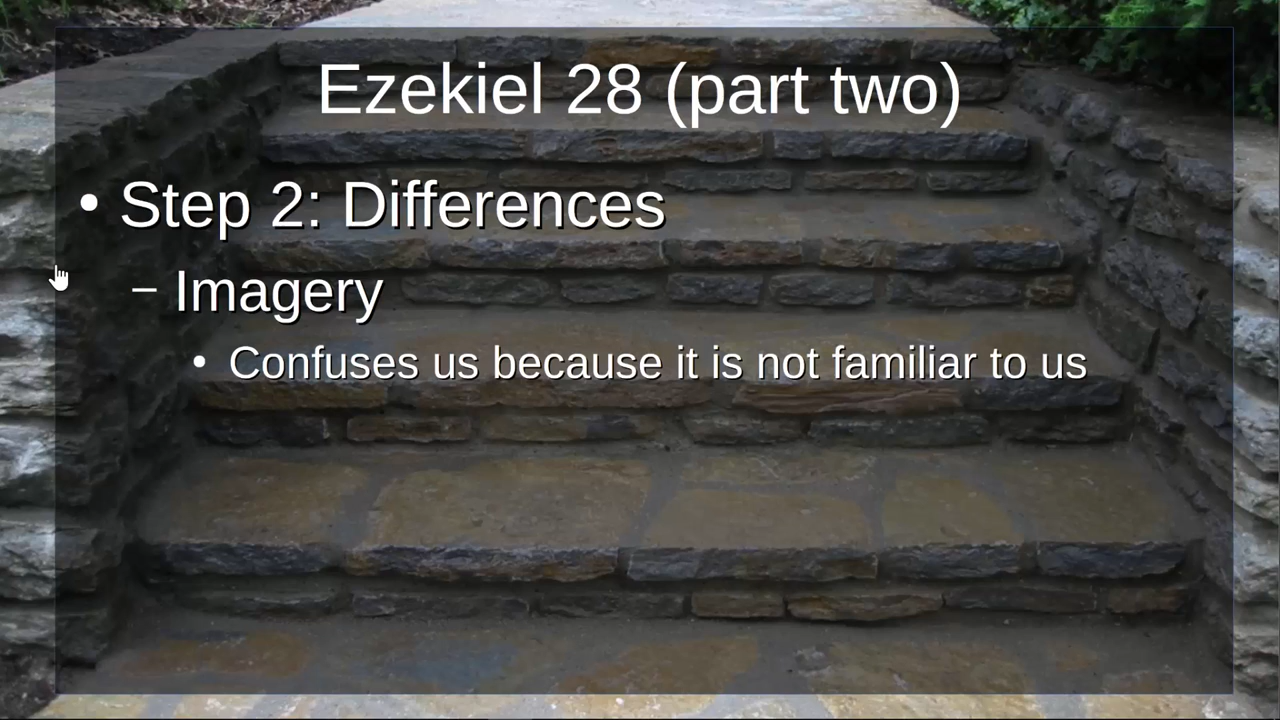 Ezekiel 28 (part two)
• Step 2: Differences
– Imagery
• Confuses us because it is not familiar to us